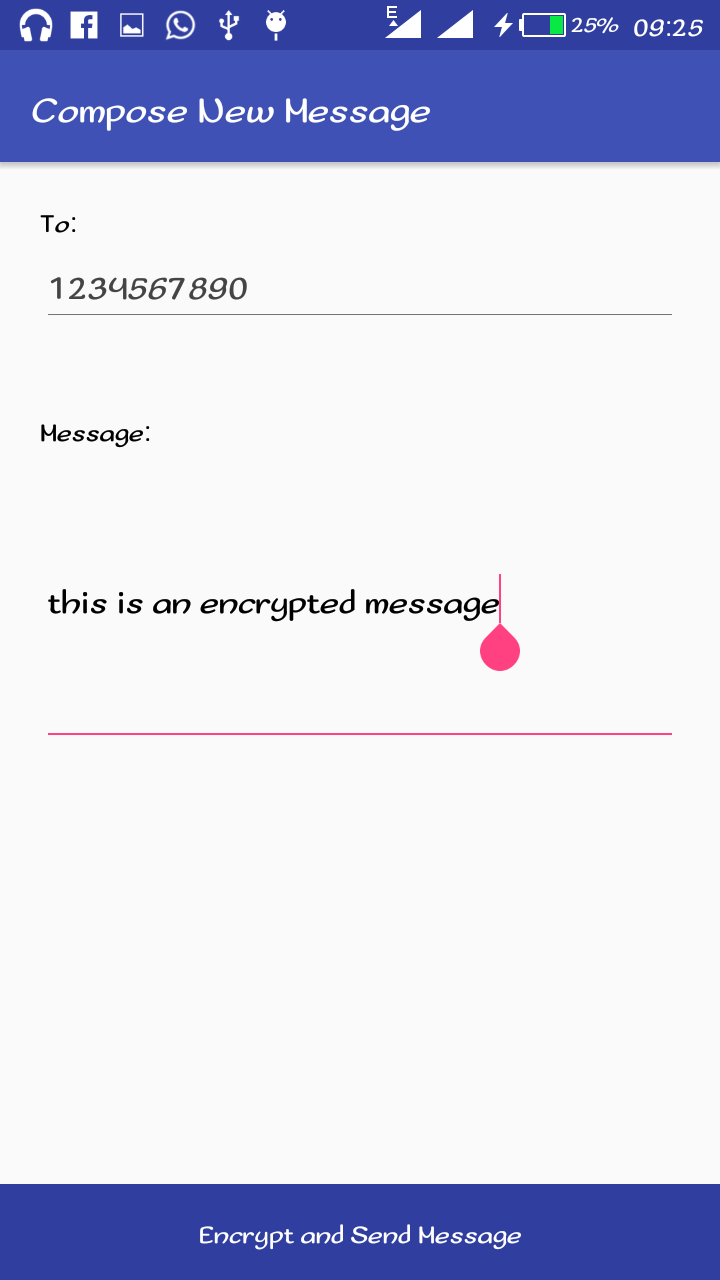 E 25% 09:25
Compose New Message
To:
1234567890
Message:
this is an encrypted message
Encrypt and Send Message